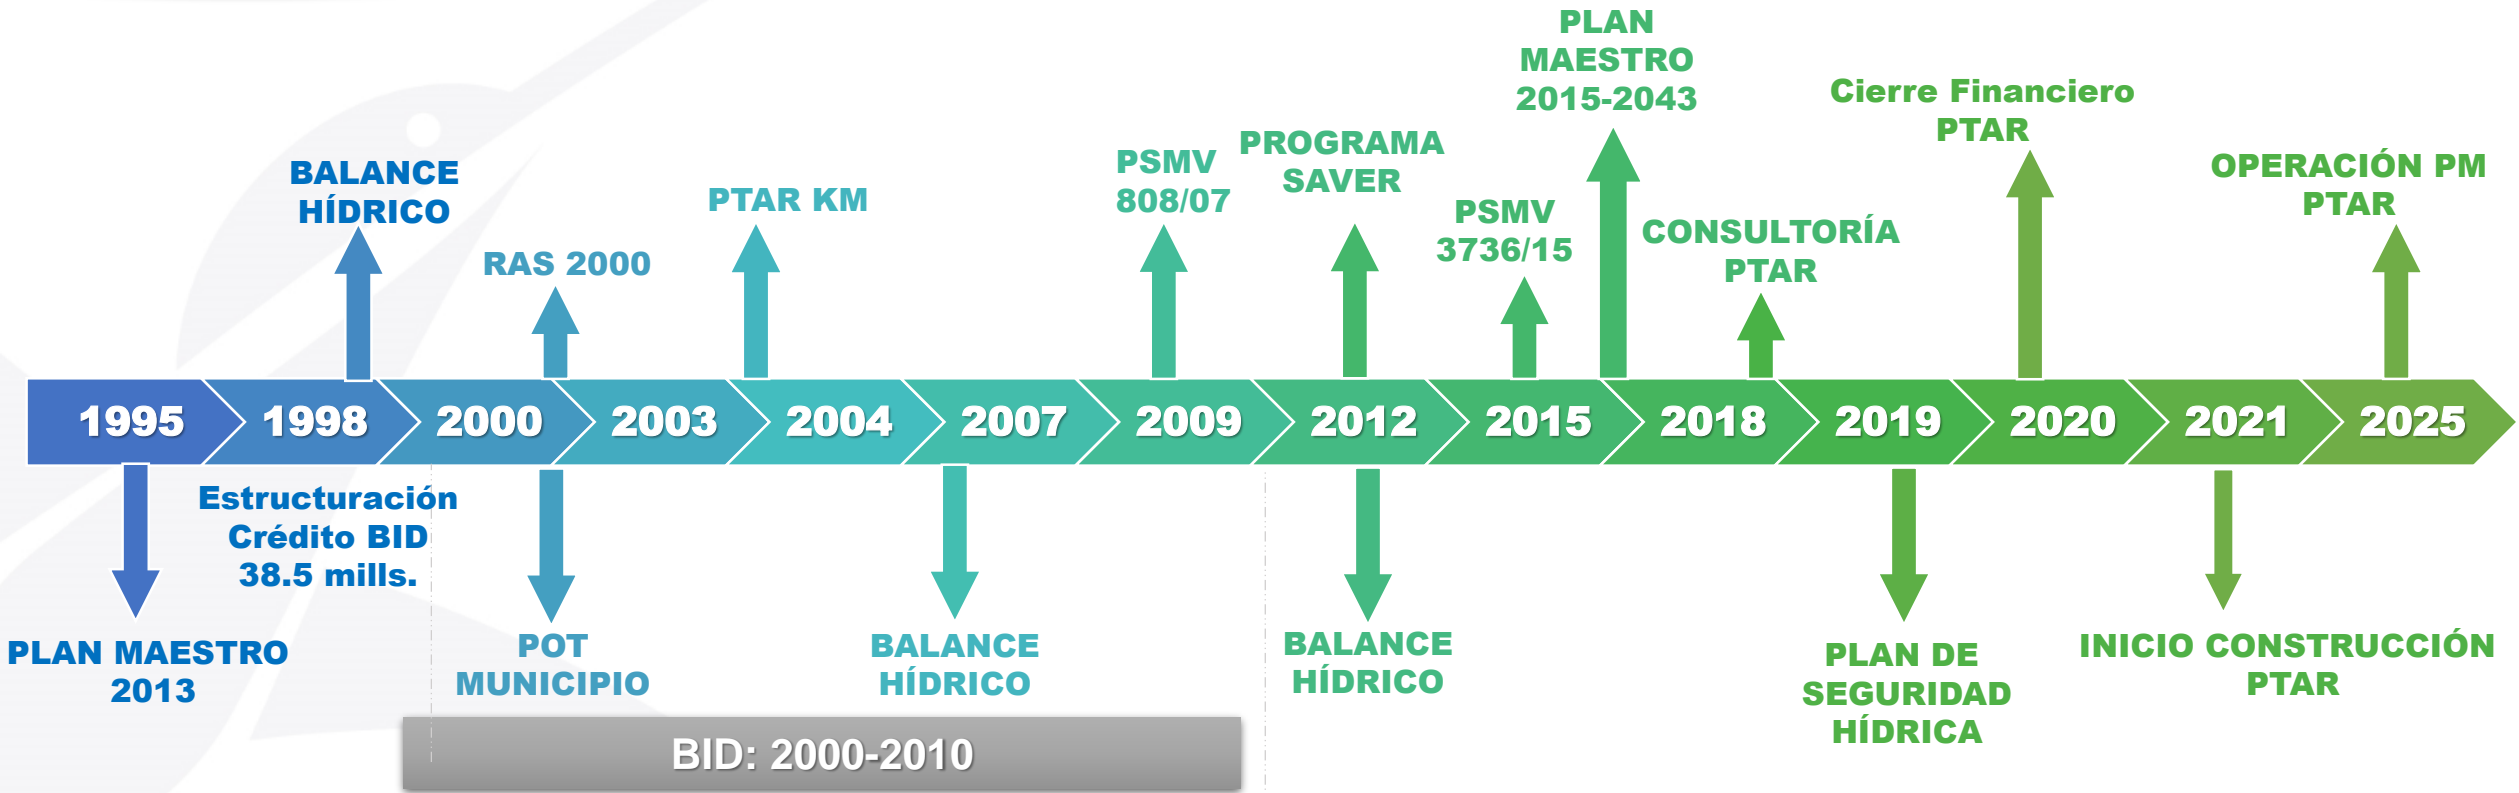 PLAN
MAESTRO
2015-2043
Cierre Financiero
PTAR
BALANCE
HÍDRICO
RAS 2000
PTAR KM
PSMV
808/07
PROGRAMA
SAVER
PSMV
3736/15
CONSULTORÍA
PTAR
OPERACIÓN PM
PTAR
1995
1998
2000
2003
2004
2007
2009
2012
2015
2018
2019
2020
2021
2025
Estructuración
Crédito BID
38.5 mills.
PLAN MAESTRO
2013
POT
MUNICIPIO
BALANCE
HÍDRICO
BALANCE
HÍDRICO
PLAN DE
SEGURIDAD
HÍDRICA
INICIO CONSTRUCCIÓN
PTAR
BID: 2000-2010